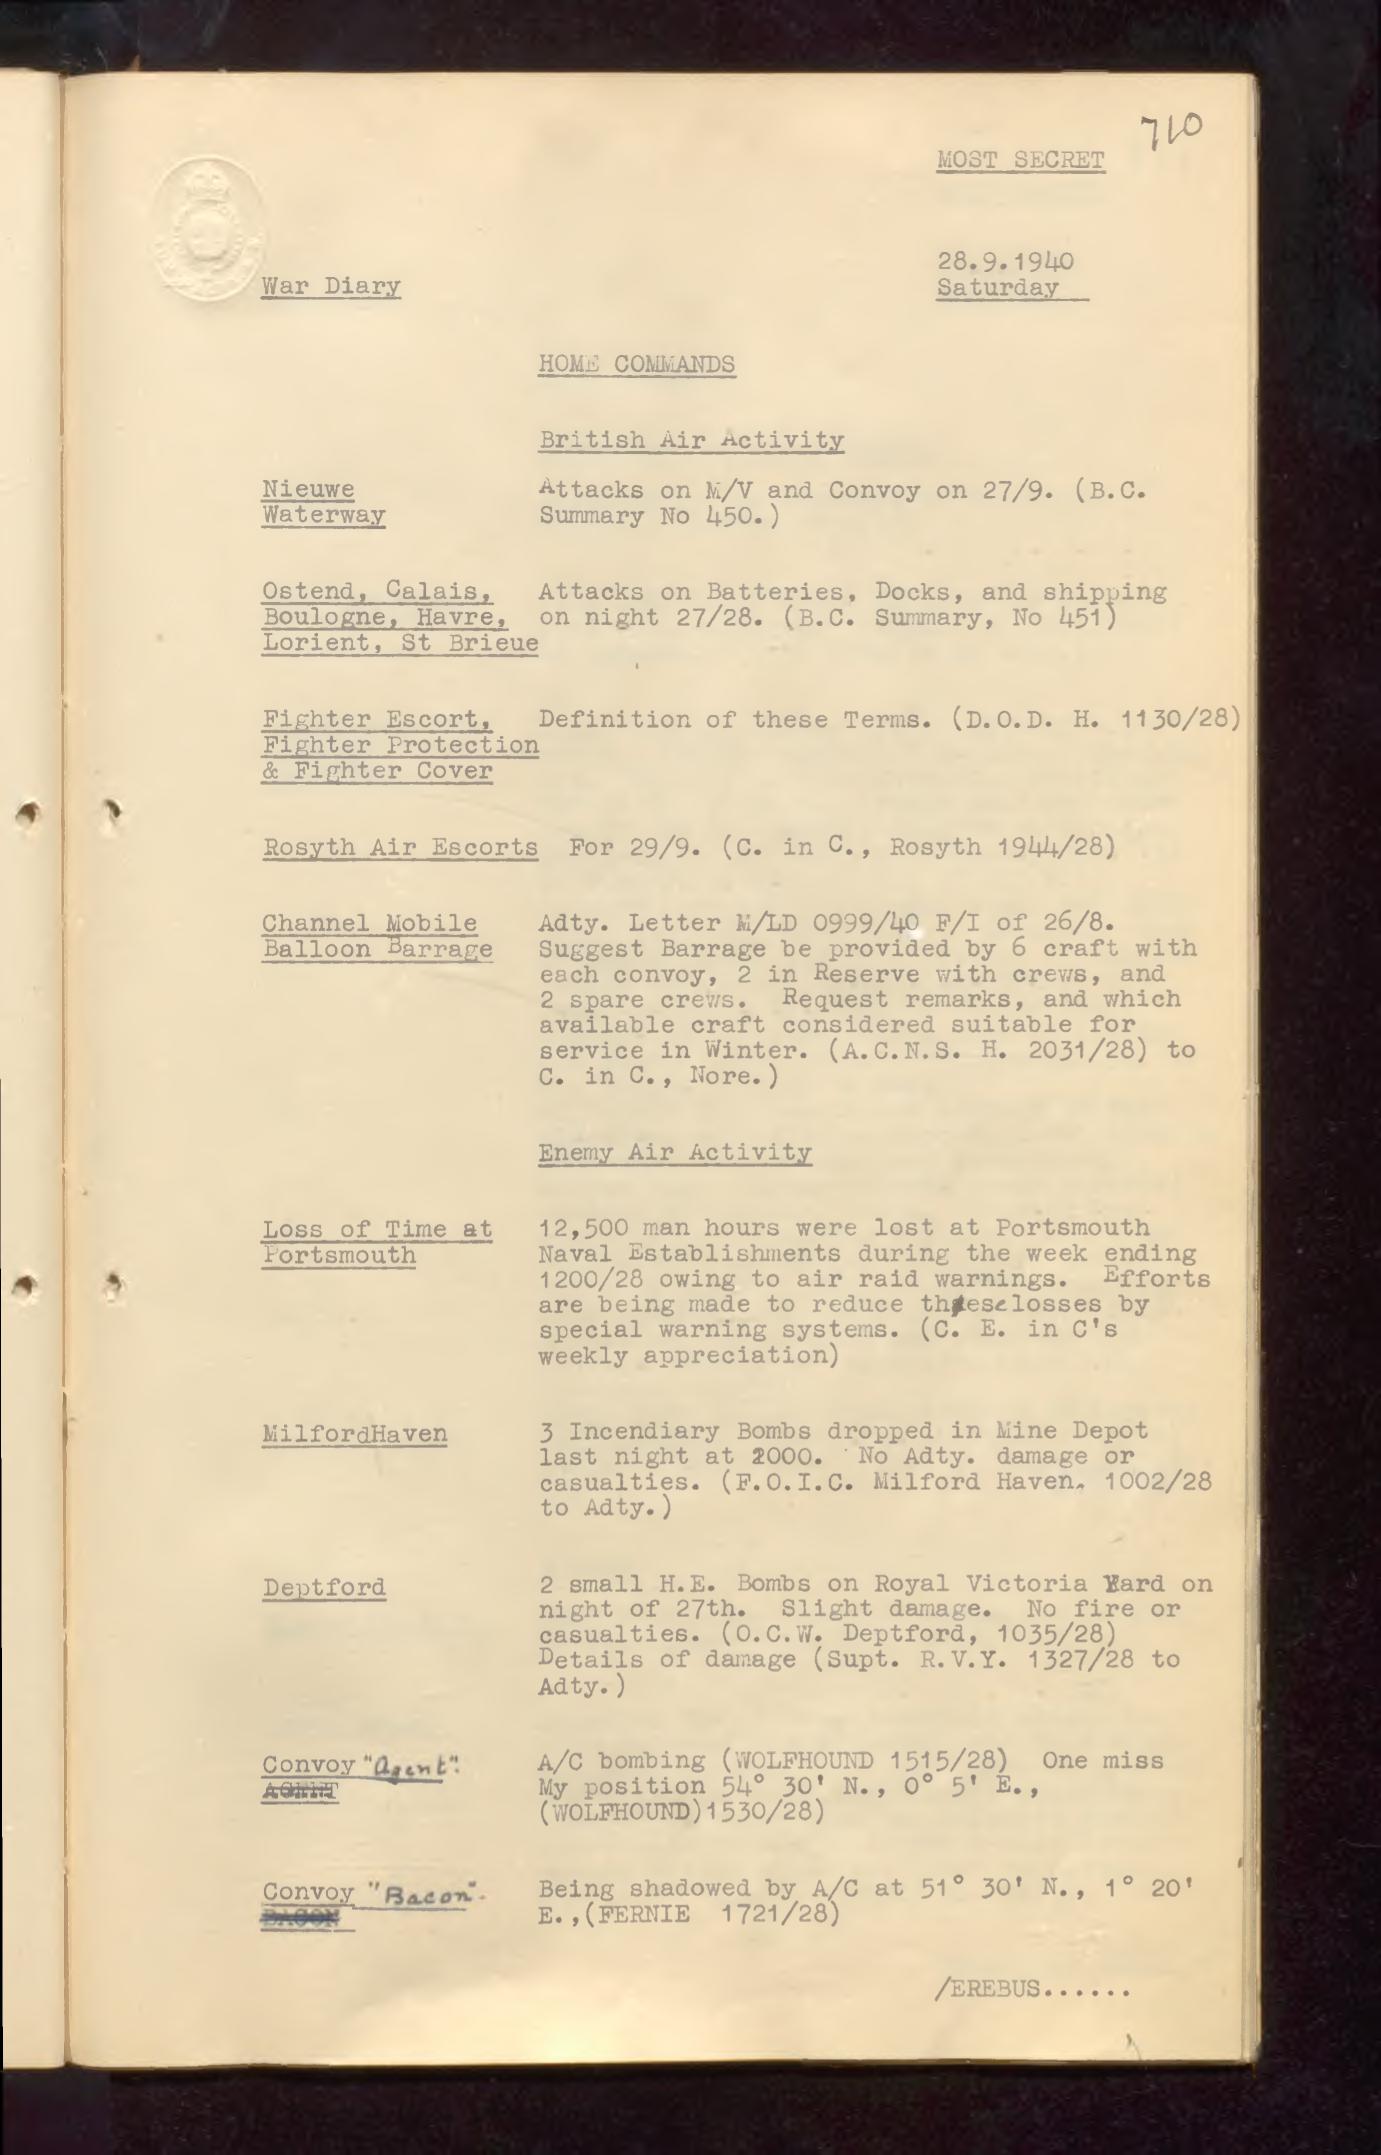 710
MOST SECRET
28.9.1940
War Diary Saturday
HOME COMMANDS
British Air Activity
Nieuwe Attacks on M/V and Convoy on 27/9. (B.C.
Waterway Summary No 450.)
Ostend, Calais, Attacks on Batteries, Docks, and shipping
Boulogne, Havre, on night 27/28. (B.C. Summary, No 451)
Lorient, St Brieue
Fighter Escort, Definition of these Terms. (D.O.D. H. 1130/28)
Fighter Protection
& Fighter Cover
Rosyth Air Escorts For 29/9. (C. in C., Rosyth 1944/28)
Channel Mobile Adty. Letter M/LD 0999/40 F/I of 26/8.
Balloon Barrage Suggest Barrage be provided by 6 craft with
each convoy, 2 in Reserve with crews, and
2 spare crews. Request remarks, and which
available craft considered suitable for
service in Winter. (A.C.N.S. H. 2031/28) to
C. in C., Nore.)
Enemy Air Activity
Loss of Time at 12,500 man hours were lost at Portsmouth
Portsmouth Naval Establishments during the week ending
1200/28 owing to air raid warnings. Efforts
are being made to reduce these losses by
special warning systems. (C. E. in C's
weekly appreciation)
MilfordHaven 3 Incendiary Bombs dropped in Mine Depot
last night at 2000. No Adty. damage or
casualties. (F.O.I.C. Milford Haven. 1002/28
to Adty.)
Deptford 2 small H.E. Bombs on Royal Victoria Yard on
night of 27th. Slight damage. No fire or
casualties. (O.C.W. Deptford, 1035/28)
Details of damage (Supt. R.V.Y. 1327/28 to
Adty.)
Convoy "Agent". A/C bombing (WOLFHOUND 1515/28) One miss
AGENT My position 54° 30' N., 0° 5' E.,
(WOLFHOUND)1530/28)
Convoy "Bacon". Being shadowed by A/C at 51° 30' N., 1° 20'
BACON E.,(FERNIE 1721/28)
/EREBUS......